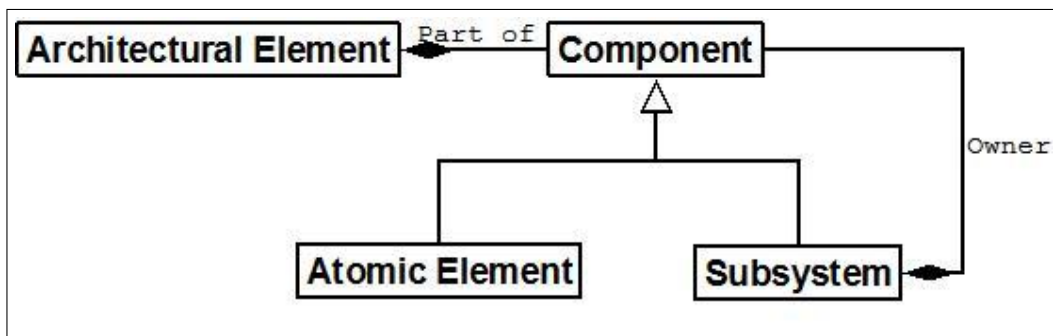 Architectural Element
Part of
Component
Owner
Atomic Element
Subsystem